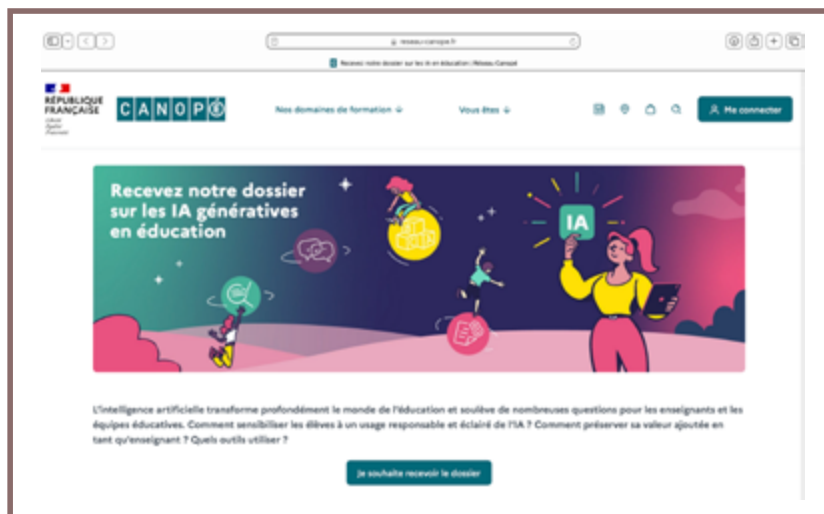 reseau-canope.fr
Recevez notre dossier sur les IA en éducation | Réseau Canopé
RÉPUBLIQUE
FRANÇAISE
Liberté
Égalité
Fraternité
CANOPÉ
Nos domaines de formation
Vous êtes
Me connecter
Recevez notre dossier
sur les IA génératives
en éducation
IA
L'intelligence artificielle transforme profondément le monde de l'éducation et soulève de nombreuses questions pour les enseignants et les
équipes éducatives. Comment sensibiliser les élèves à un usage responsable et éclairé de l'IA ? Comment préserver sa valeur ajoutée en
tant qu'enseignant ? Quels outils utiliser ?
Je souhaite recevoir le dossier